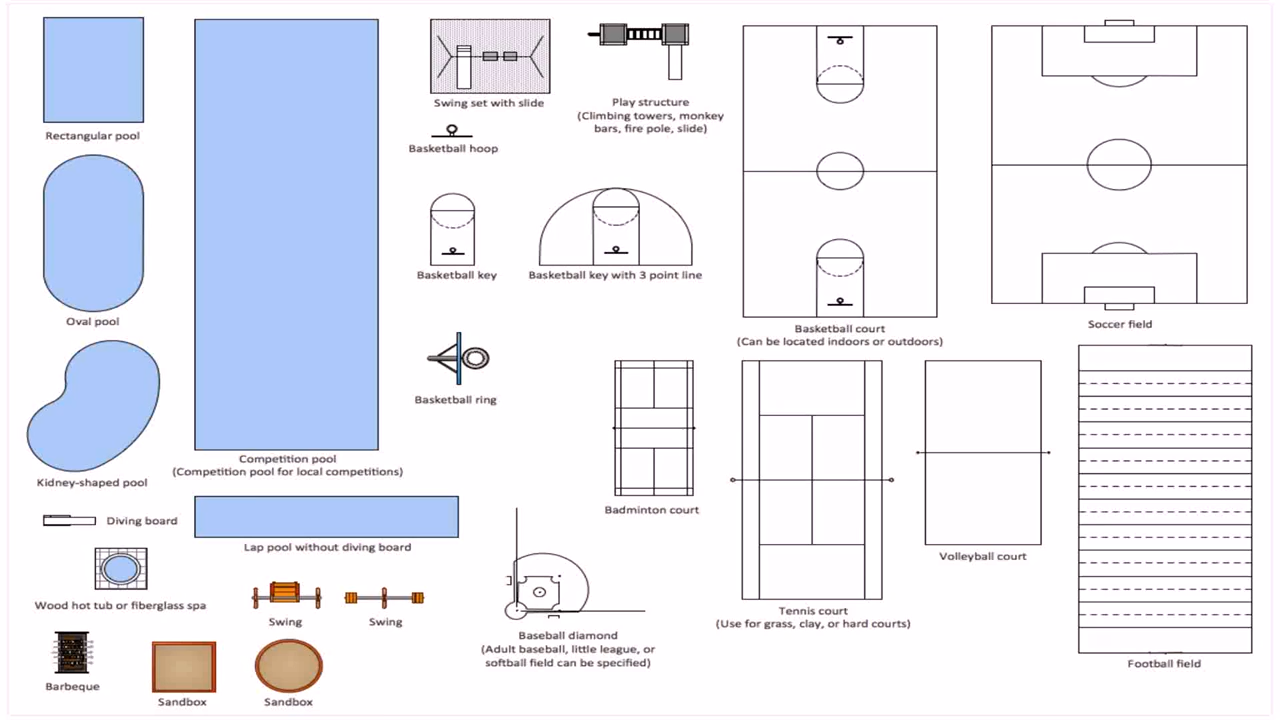 Rectangular pool
Oval pool
Kidney-shaped pool
Diving board
Wood hot tub or fiberglass spa
Barbeque
Sandbox
Sandbox
Swing
Swing
Competition pool
(Competition pool for local competitions)
Lap pool without diving board
Swing set with slide
Play structure
(Climbing towers, monkey
bars, fire pole, slide)
Basketball hoop
Basketball key
Basketball key with 3 point line
Basketball ring
Basketball court
(Can be located indoors or outdoors)
Soccer field
Badminton court
Tennis court
(Use for grass, clay, or hard courts)
Volleyball court
Football field
Baseball diamond
(Adult baseball, little league, or
softball field can be specified)